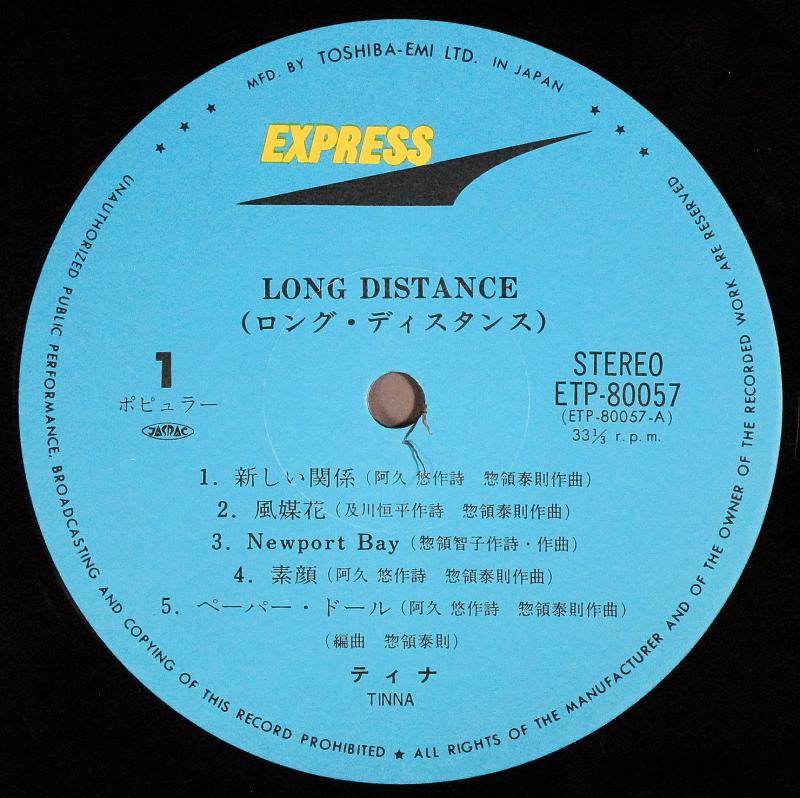 MFD. BY TOSHIBA-EMI LTD. IN JAPAN
★ ★ ★
★ ★ ★
EXPRESS
LONG DISTANCE
(ロング・ディスタンス)
1
ポピュラー
JASRAC
STEREO
ETP-80057
(ETP-80057-A)
33⅓ r.p.m.
1. 新しい関係(阿久 悠作詩 惣領泰則作曲)
2. 風媒花(及川恒平作詩 惣領泰則作曲)
3. Newport Bay(惣領智子作詩・作曲)
4. 素顔(阿久 悠作詩 惣領泰則作曲)
5. ペーパー・ドール(阿久 悠作詩 惣領泰則作曲)
(編曲 惣領泰則)
ティナ
TINNA
UNAUTHORIZED PUBLIC PERFORMANCE, BROADCASTING AND COPYING OF THIS RECORD PROHIBITED ★ ALL RIGHTS OF THE MANUFACTURER AND OF THE OWNER OF THE RECORDED WORK ARE RESERVED